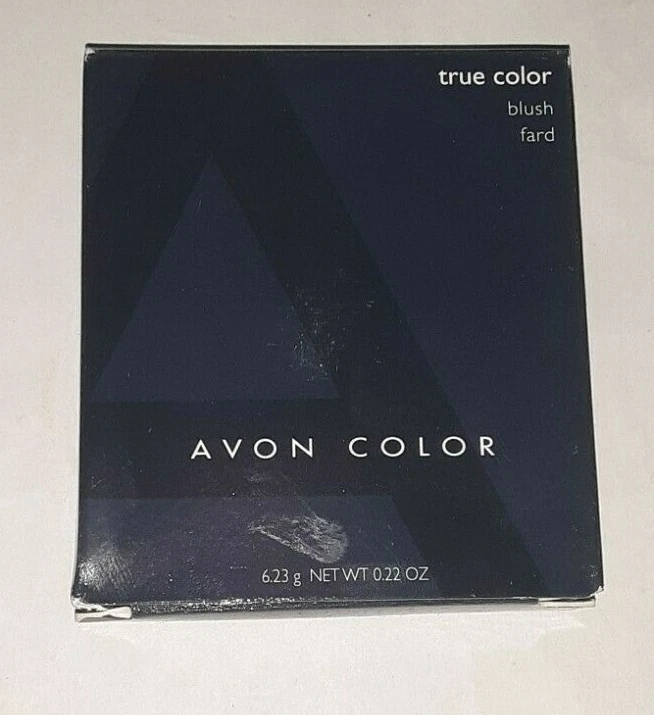 true color
blush
fard
AVON COLOR
6.23 g NET WT 0.22 OZ